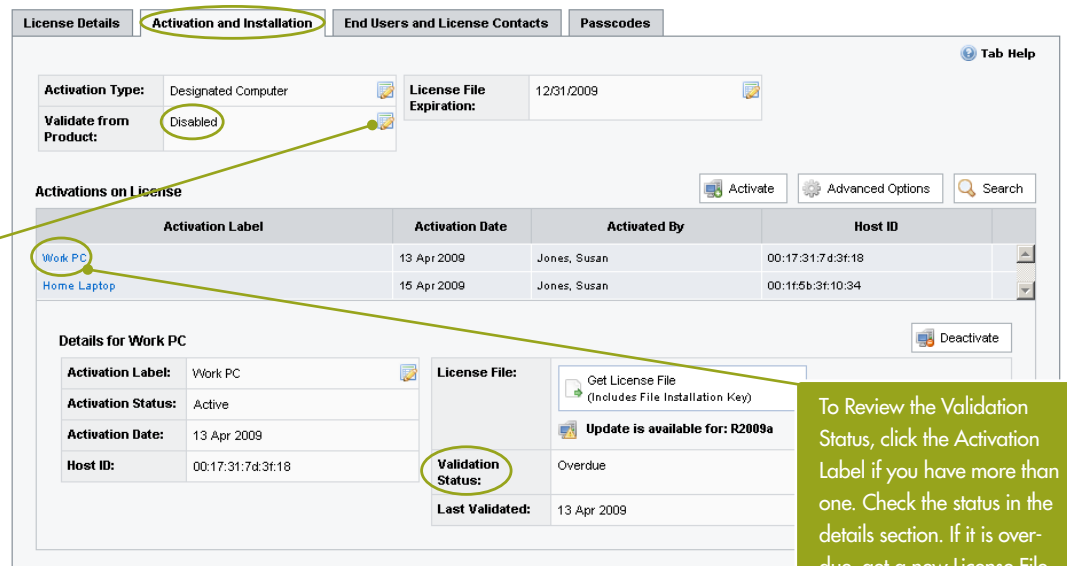 License Details
Activation and Installation
End Users and License Contacts
Passcodes
Tab Help
Activation Type:
Designated Computer
License File
Expiration:
12/31/2009
Validate from
Product:
Disabled
Activations on License
Activate
Advanced Options
Search
Activation Label
Activation Date
Activated By
Host ID
Work PC
13 Apr 2009
Jones, Susan
00:17:31:7d:3f:18
Home Laptop
15 Apr 2009
Jones, Susan
00:1f:5b:3f:10:34
Details for Work PC
Deactivate
Activation Label:
Work PC
Activation Status:
Active
Activation Date:
13 Apr 2009
Host ID:
00:17:31:7d:3f:18
License File:
Get License File
(Includes File Installation Key)
Update is available for: R2009a
Validation
Status:
Overdue
Last Validated:
13 Apr 2009
To Review the Validation
Status, click the Activation
Label if you have more than
one. Check the status in the
details section. If it is over-
due, get a new License File